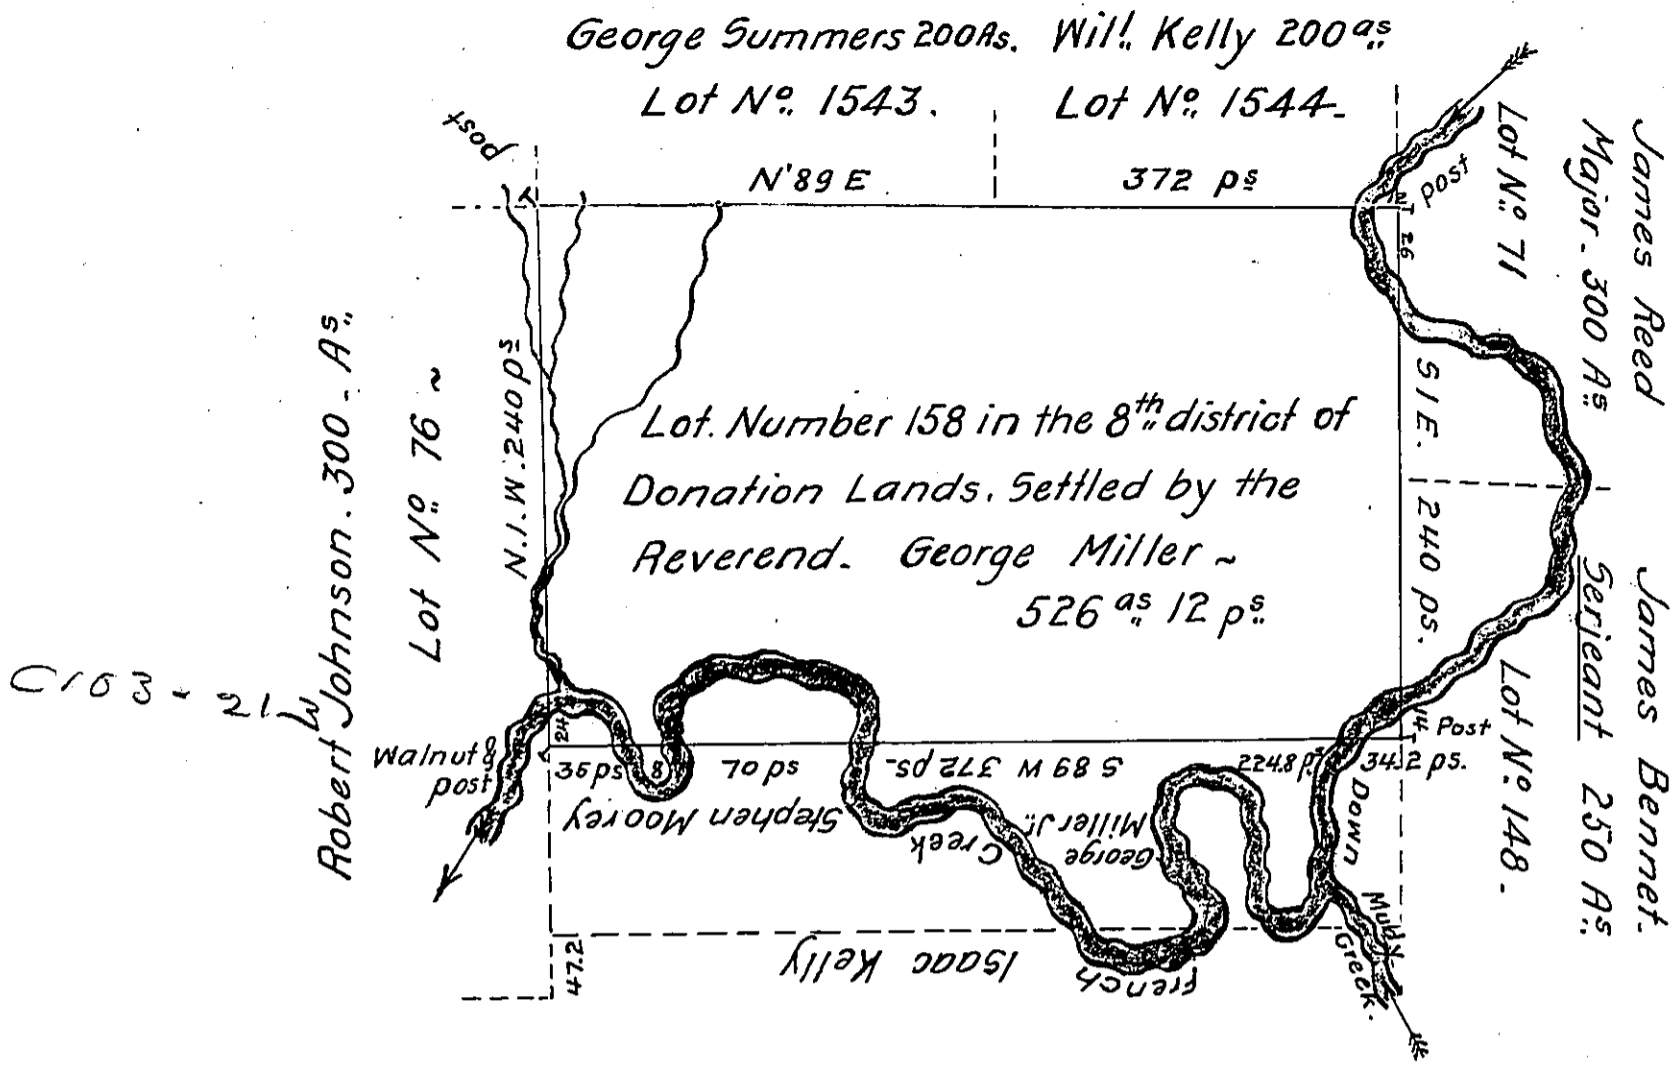 George Summers 200As. Will. Kelly 200as
Lot No. 1543. Lot No. 1544.
post
N'89 E 372 ps
post
12
26
Lot No. 71
James Reed
Major. 300 As.
S 1 E. 240 ps.
James Bennet.
Serjeant 250 As.
Lot No. 148.
Robert Johnson. 300. As.
Lot No. 76 ~
N.1.W. 240 ps
Lot. Number 158 in the 8th district of
Donation Lands. Settled by the
Reverend. George Miller ~
526 as 12 ps
C163-21
W
Walnut &
post
24
35 ps
8
70 ps
S 89 W 372 ps-
224.8 ps
14
Post
34.2 ps.
Stephen Moorey
George
Miller Jr.
French
Creek
Down
Muddy
Creek.
Isaac Kelly
47.2